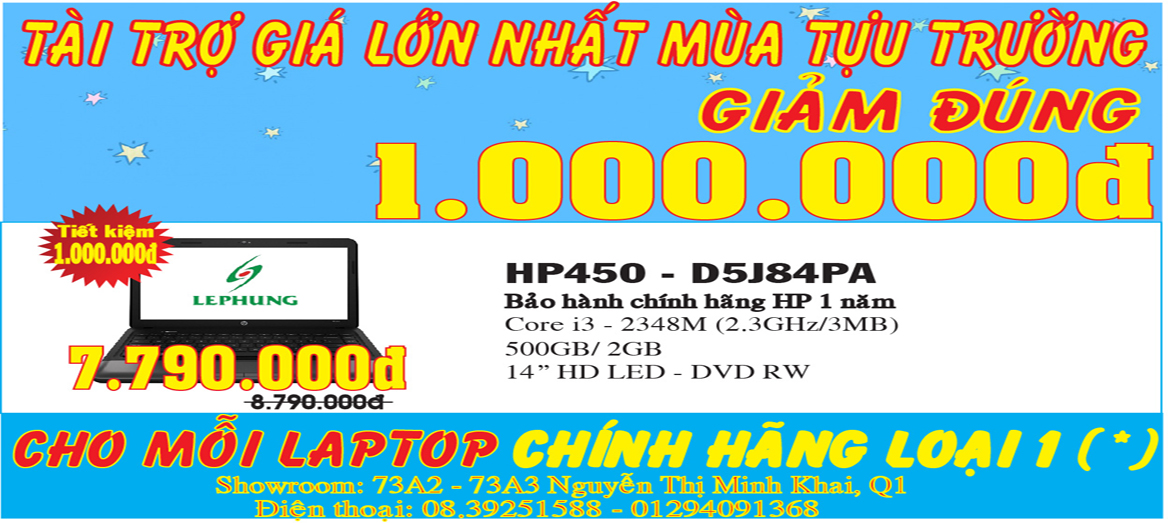 TÀI TRỢ GIÁ LỚN NHẤT MÙA TỰU TRƯỜNG
GIẢM ĐÚNG
1.000.000đ
Tiết kiệm
1.000.000đ
LEPHUNG
7.790.000đ
8.790.000đ
HP450 - D5J84PA
Bảo hành chính hãng HP 1 năm
Core i3 - 2348M (2.3GHz/3MB)
500GB/ 2GB
14” HD LED - DVD RW
CHO MỖI LAPTOP CHÍNH HÃNG LOẠI 1 (*)
Showroom: 73A2 - 73A3 Nguyễn Thị Minh Khai, Q1
Điện thoại: 08.39251588 - 01294091368